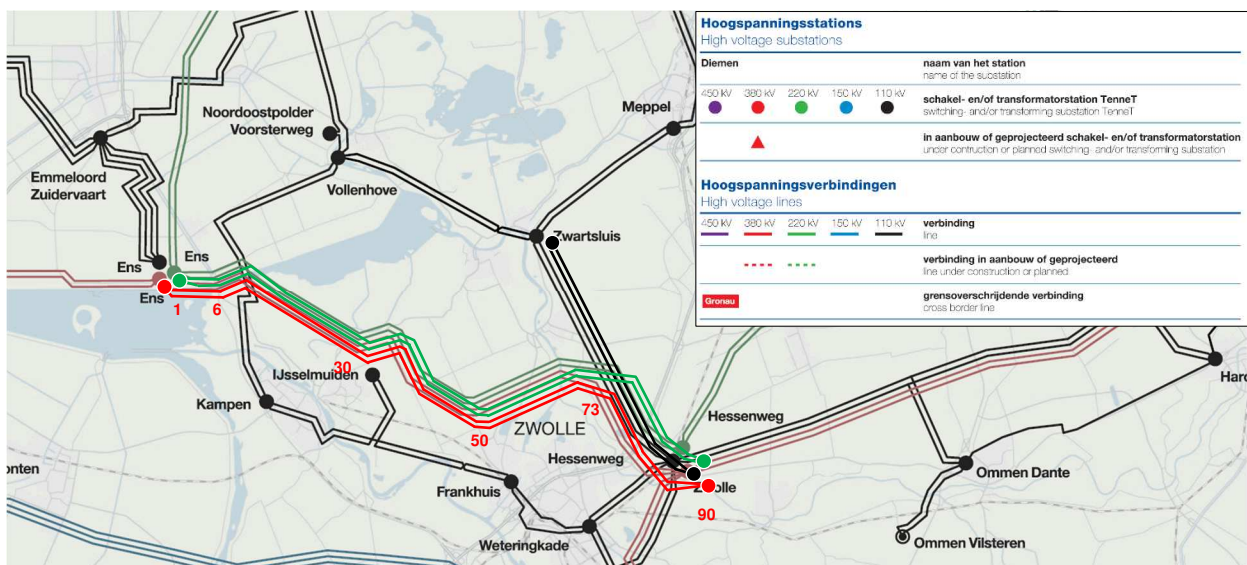 Hoogspanningsstations
High voltage substations
Diemen
naam van het station
name of the substation
450 kV 380 kV 220 kV 150 kV 110 kV
schakel- en/of transformatorstation TenneT
switching- and/or transforming substation TenneT
in aanbouw of geprojecteerd schakel- en/of transformatorstation
under contruction or planned switching- and/or transforming substation
Hoogspanningsverbindingen
High voltage lines
450 kV 380 kV 220 kV 150 kV 110 kV
verbinding
line
verbinding in aanbouw of geprojecteerd
line under construction or planned
Gronau
grensoverschrijdende verbinding
cross border line
Noordoostpolder
Voorsterweg
Meppel
Emmeloord
Zuidervaart
Vollenhove
Zwartsluis
Ens
Ens
Ens
1
6
30
IJsselmuiden
Kampen
73
50
ZWOLLE
Hessenweg
Hessenweg
Hard
onten
Frankhuis
Zwolle
Ommen Dante
90
Weteringkade
Ommen Vilsteren